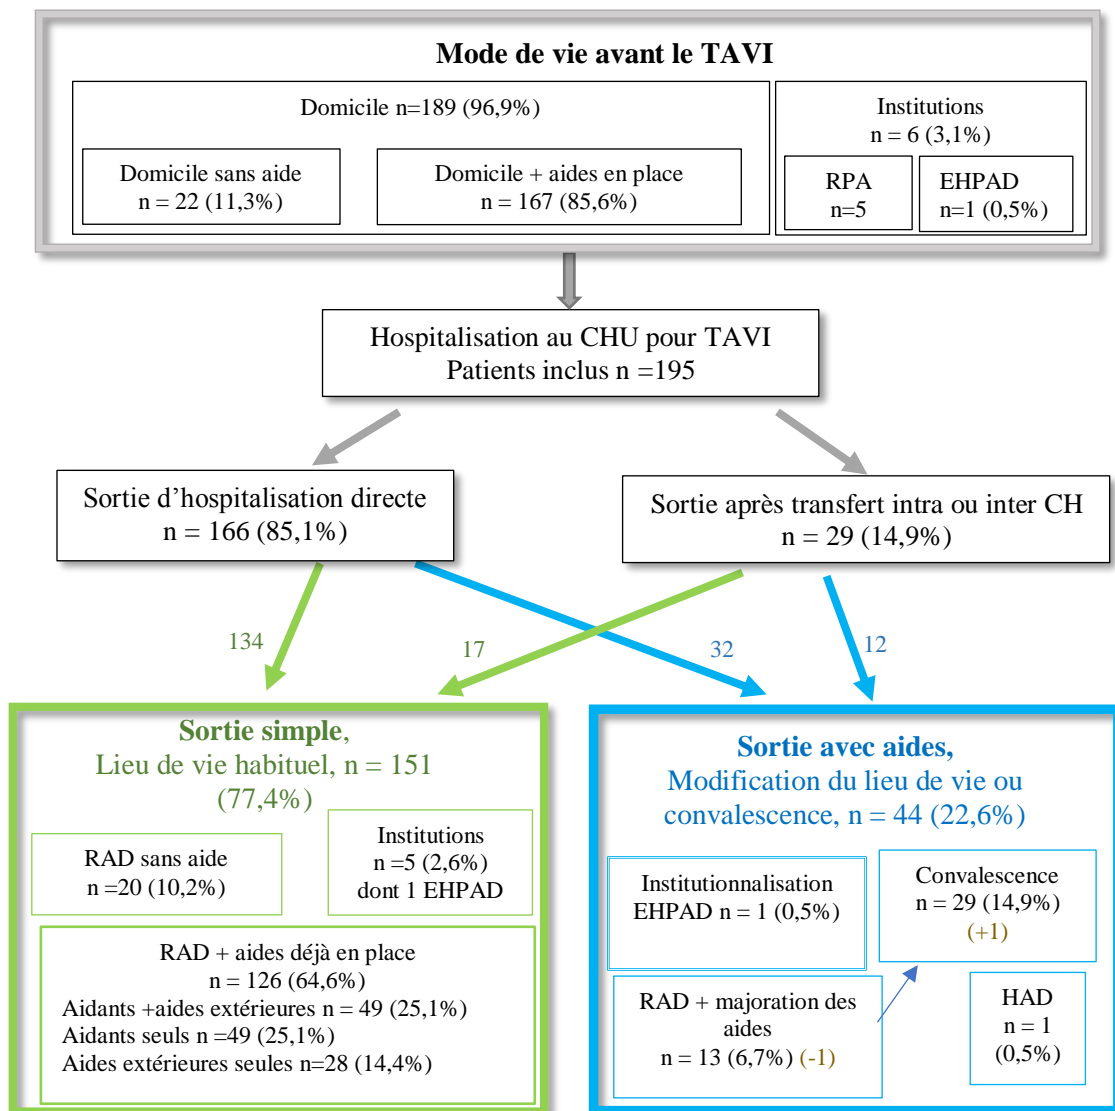 Mode de vie avant le TAVI
Domicile n=189 (96,9%)
Domicile sans aide
n = 22 (11,3%)
Domicile + aides en place
n = 167 (85,6%)
Institutions
n = 6 (3,1%)
RPA
n=5
EHPAD
n=1 (0,5%)
Hospitalisation au CHU pour TAVI
Patients inclus n =195
Sortie d’hospitalisation directe
n = 166 (85,1%)
Sortie après transfert intra ou inter CH
n = 29 (14,9%)
134
17
32
12
Sortie simple,
Lieu de vie habituel, n = 151
(77,4%)
RAD sans aide
n =20 (10,2%)
Institutions
n =5 (2,6%)
dont 1 EHPAD
RAD + aides déjà en place
n = 126 (64,6%)
Aidants +aides extérieures n = 49 (25,1%)
Aidants seuls n =49 (25,1%)
Aides extérieures seules n=28 (14,4%)
Sortie avec aides,
Modification du lieu de vie ou
convalescence, n = 44 (22,6%)
Institutionnalisation
EHPAD n = 1 (0,5%)
Convalescence
n = 29 (14,9%)
(+1)
RAD + majoration des
aides
n = 13 (6,7%) (-1)
HAD
n = 1
(0,5%)